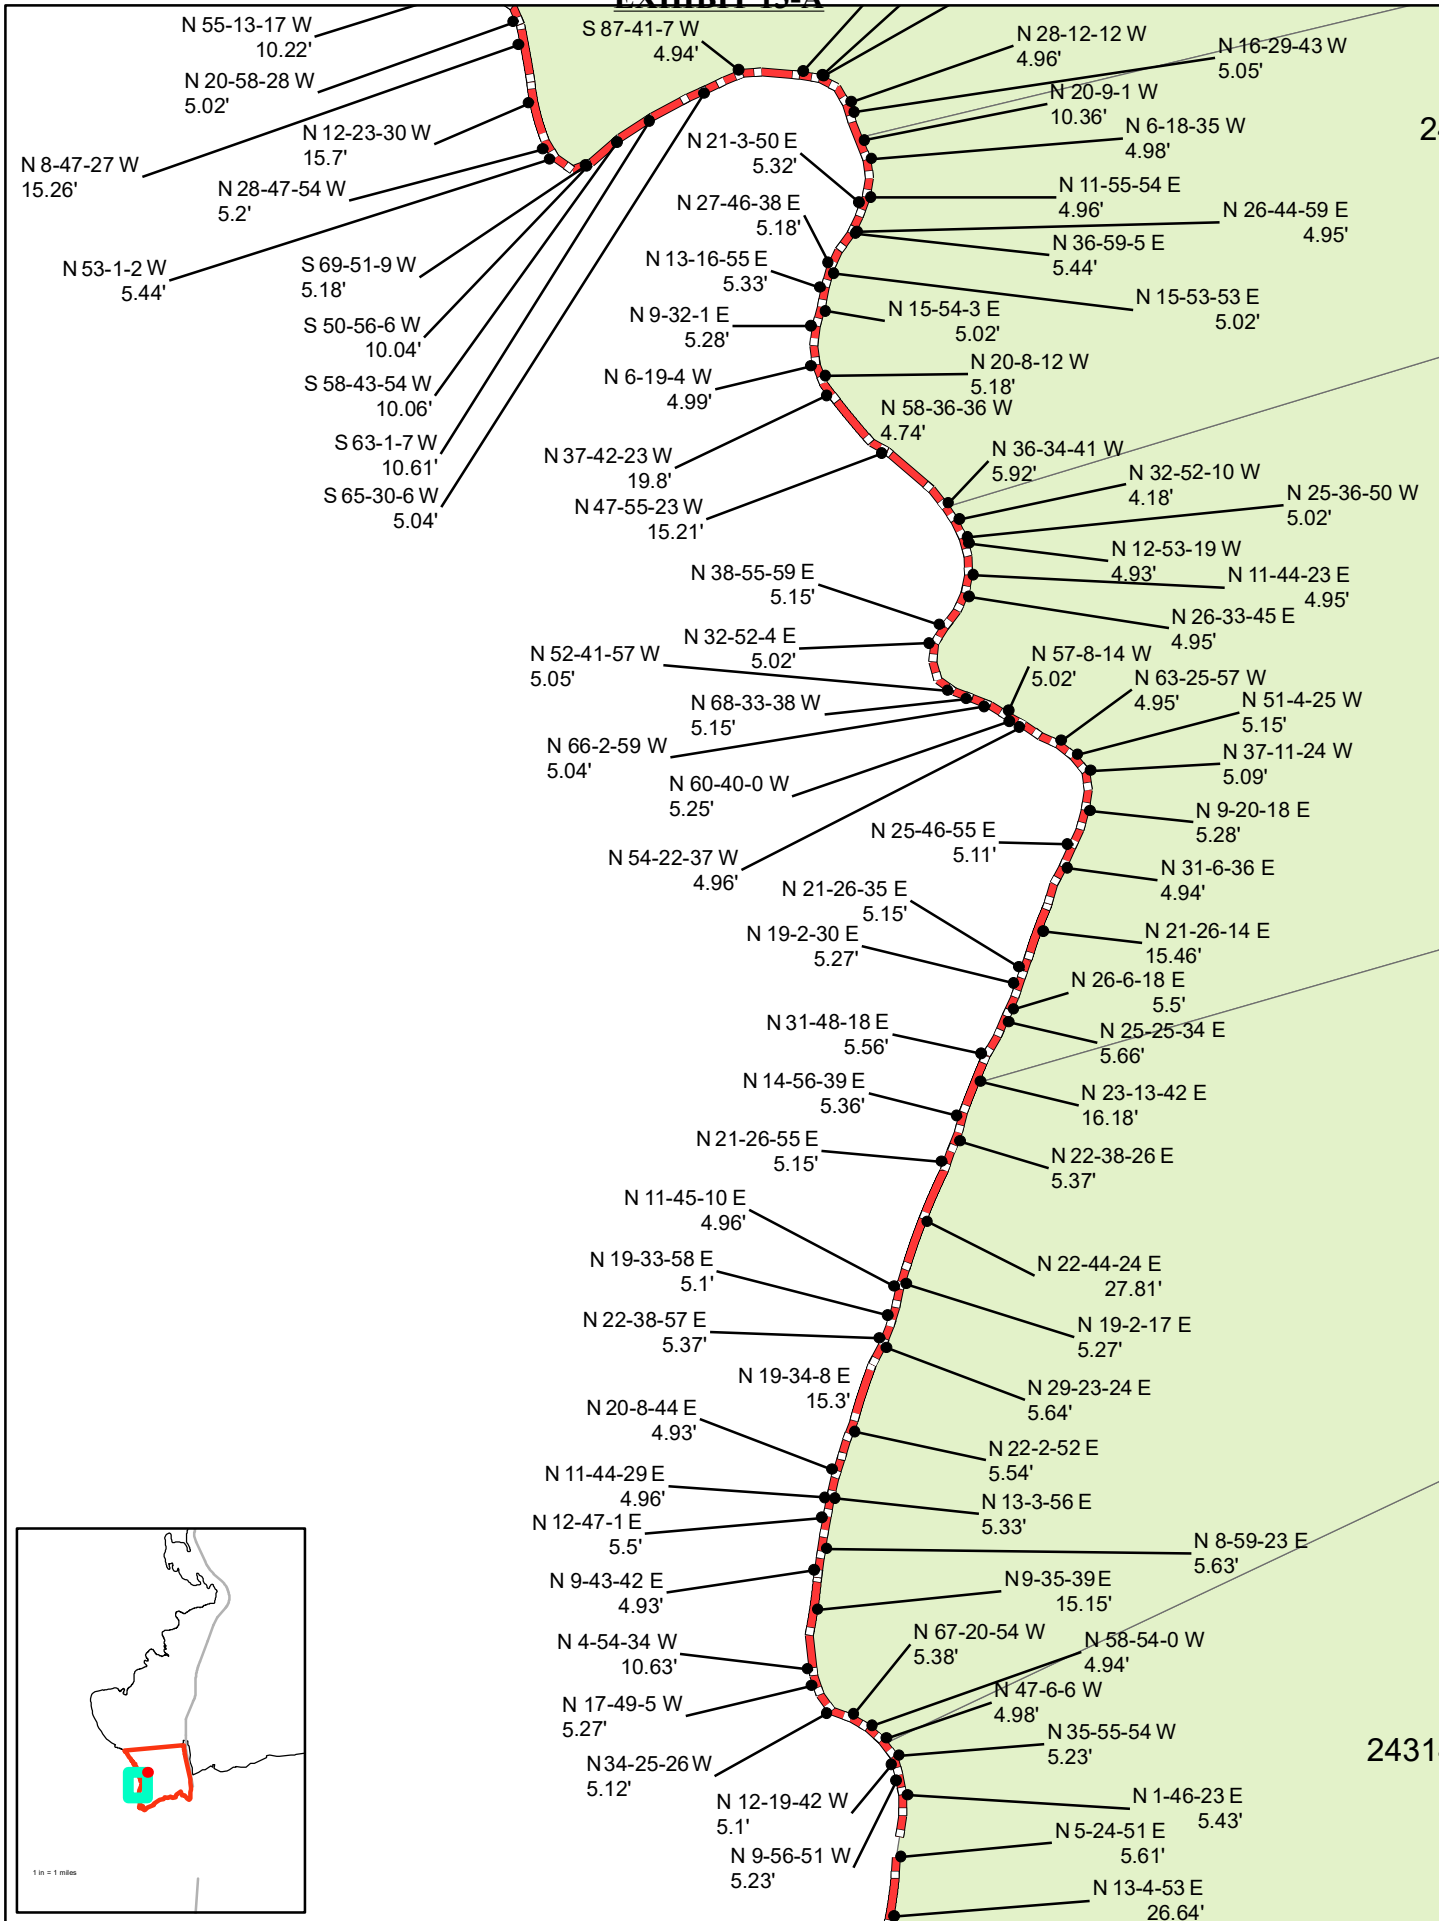 N 55-13-17 W
10.22'
S 87-41-7 W
4.94'
N 28-12-12 W
4.96'
N 16-29-43 W
5.05'
N 20-58-28 W
5.02'
N 20-9-1 W
10.36'
N 12-23-30 W
15.7'
N 21-3-50 E
5.32'
N 6-18-35 W
4.98'
N 8-47-27 W
15.26'
N 28-47-54 W
5.2'
N 11-55-54 E
4.96'
N 27-46-38 E
5.18'
N 26-44-59 E
4.95'
N 53-1-2 W
5.44'
S 69-51-9 W
5.18'
N 13-16-55 E
5.33'
N 36-59-5 E
5.44'
N 15-53-53 E
5.02'
S 50-56-6 W
10.04'
N 9-32-1 E
5.28'
N 15-54-3 E
5.02'
S 58-43-54 W
10.06'
N 6-19-4 W
4.99'
N 20-8-12 W
5.18'
N 58-36-36 W
4.74'
S 63-1-7 W
10.61'
N 37-42-23 W
19.8'
N 36-34-41 W
5.92'
S 65-30-6 W
5.04'
N 47-55-23 W
15.21'
N 32-52-10 W
4.18'
N 25-36-50 W
5.02'
N 12-53-19 W
4.93'
N 38-55-59 E
5.15'
N 11-44-23 E
4.95'
N 26-33-45 E
4.95'
N 32-52-4 E
5.02'
N 52-41-57 W
5.05'
N 57-8-14 W
5.02'
N 63-25-57 W
4.95'
N 68-33-38 W
5.15'
N 51-4-25 W
5.15'
N 66-2-59 W
5.04'
N 37-11-24 W
5.09'
N 60-40-0 W
5.25'
N 9-20-18 E
5.28'
N 25-46-55 E
5.11'
N 54-22-37 W
4.96'
N 31-6-36 E
4.94'
N 21-26-35 E
5.15'
N 19-2-30 E
5.27'
N 21-26-14 E
15.46'
N 26-6-18 E
5.5'
N 31-48-18 E
5.56'
N 25-25-34 E
5.66'
N 14-56-39 E
5.36'
N 23-13-42 E
16.18'
N 21-26-55 E
5.15'
N 22-38-26 E
5.37'
N 11-45-10 E
4.96'
N 19-33-58 E
5.1'
N 22-44-24 E
27.81'
N 22-38-57 E
5.37'
N 19-2-17 E
5.27'
N 19-34-8 E
15.3'
N 29-23-24 E
5.64'
N 20-8-44 E
4.93'
N 22-2-52 E
5.54'
N 11-44-29 E
4.96'
N 13-3-56 E
5.33'
N 12-47-1 E
5.5'
N 8-59-23 E
5.63'
N 9-43-42 E
4.93'
N 9-35-39 E
15.15'
N 4-54-34 W
10.63'
N 67-20-54 W
5.38'
N 58-54-0 W
4.94'
N 17-49-5 W
5.27'
N 47-6-6 W
4.98'
N 34-25-26 W
5.12'
N 35-55-54 W
5.23'
N 12-19-42 W
5.1'
N 1-46-23 E
5.43'
N 9-56-51 W
5.23'
N 5-24-51 E
5.61'
N 13-4-53 E
26.64'
1 in = 1 miles